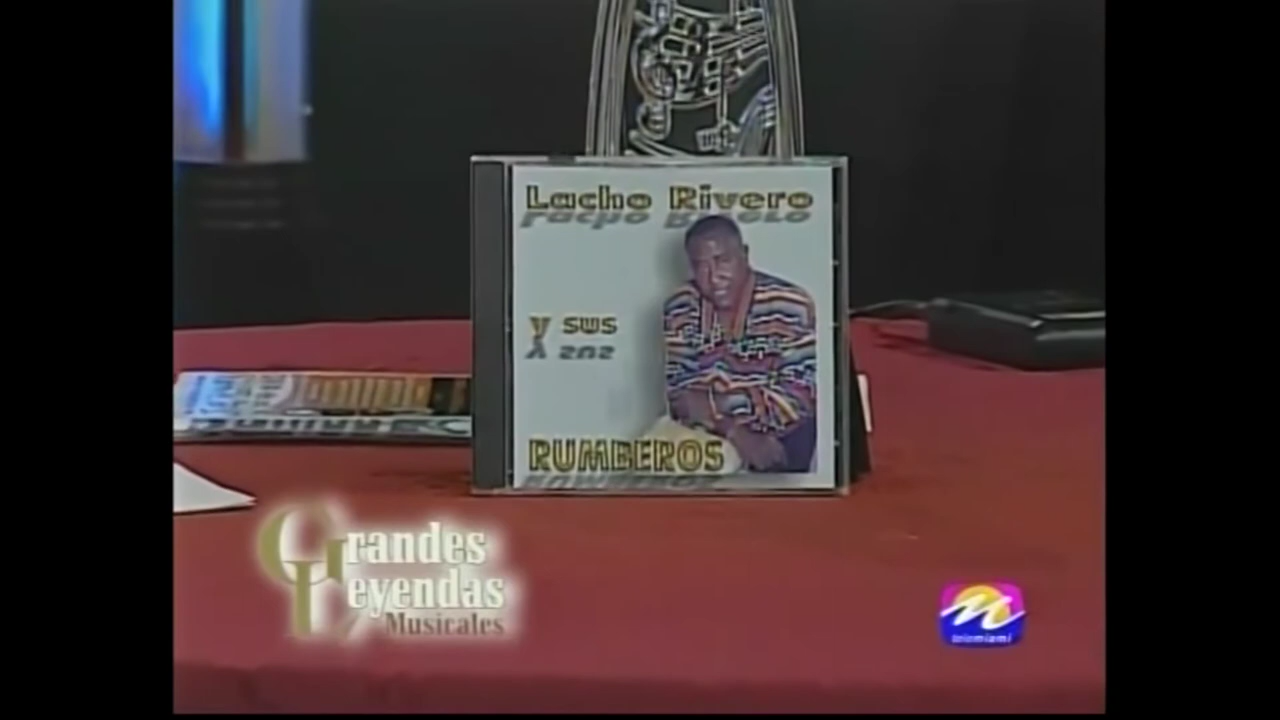 Lacho Rivero
Y sus
RUMBEROS
Grandes
Leyendas
Musicales
telemiami